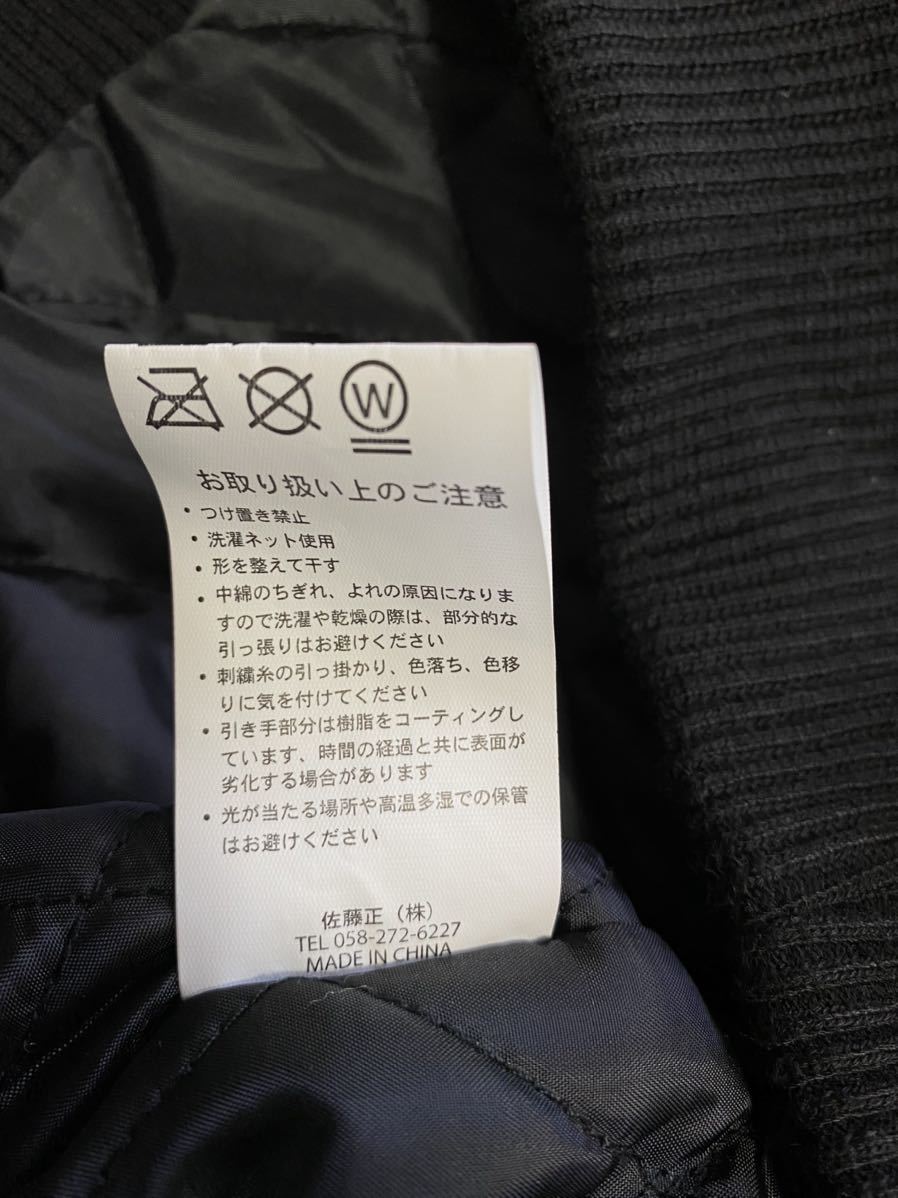 W
お取り扱い上のご注意
・つけ置き禁止
・洗濯ネット使用
・形を整えて干す
・中綿のちぎれ、よれの原因になりま
すので洗濯や乾燥の際は、部分的な
引っ張りはお避けください
・刺繍糸の引っ掛かり、色落ち、色移
りに気を付けてください
・引き手部分は樹脂をコーティングし
ています、時間の経過と共に表面が
劣化する場合があります
・光が当たる場所や高温多湿での保管
はお避けください
佐藤正（株）
TEL 058-272-6227
MADE IN CHINA